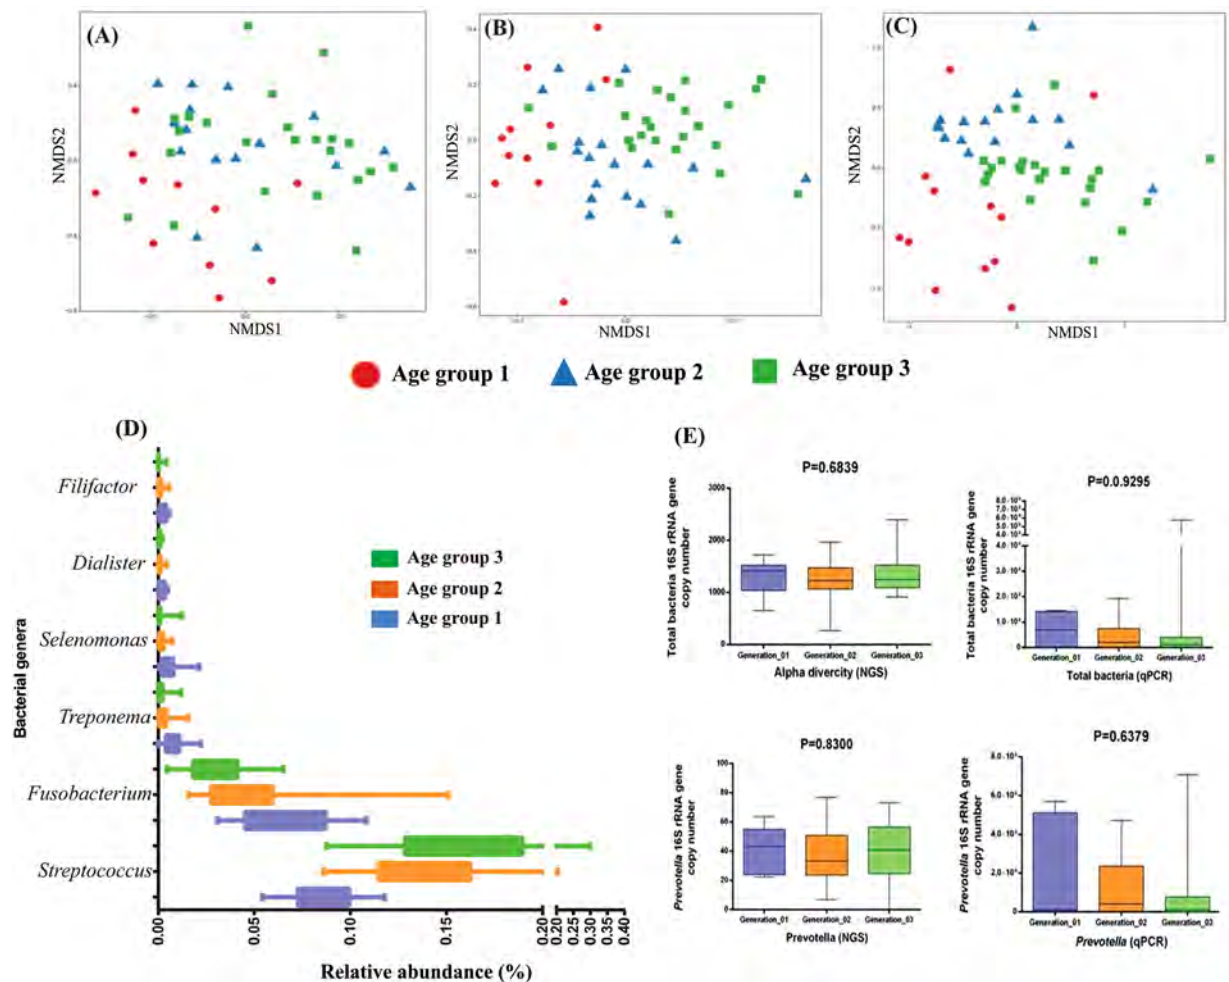 (A)
NMDS2
NMDS1
(B)
NMDS2
NMDS1
(C)
NMDS2
NMDS1
Age group 1
Age group 2
Age group 3
(D)
Bacterial genera
Filifactor
Dialister
Selenomonas
Treponema
Fusobacterium
Streptococcus
Age group 3
Age group 2
Age group 1
0.00
0.05
0.10
0.15
0.20
0.20
0.25
0.30
0.35
0.40
Relative abundance (%)
(E)
P=0.6839
Total bacteria 16S rRNA gene
copy number
3000
2000
1000
0
Generation_01
Generation_02
Generation_03
Alpha divercity (NGS)
P=0.0.9295
Total bacteria 16S rRNA gene
copy number
0
Generation_01
Generation_02
Generation_03
Total bacteria (qPCR)
P=0.8300
Prevotella 16S rRNA gene
copy number
100
80
60
40
20
0
Generation_01
Generation_02
Generation_03
Prevotella (NGS)
P=0.6379
Prevotella 16S rRNA gene
copy number
0
Generation_01
Generation_02
Generation_03
Prevotella (qPCR)